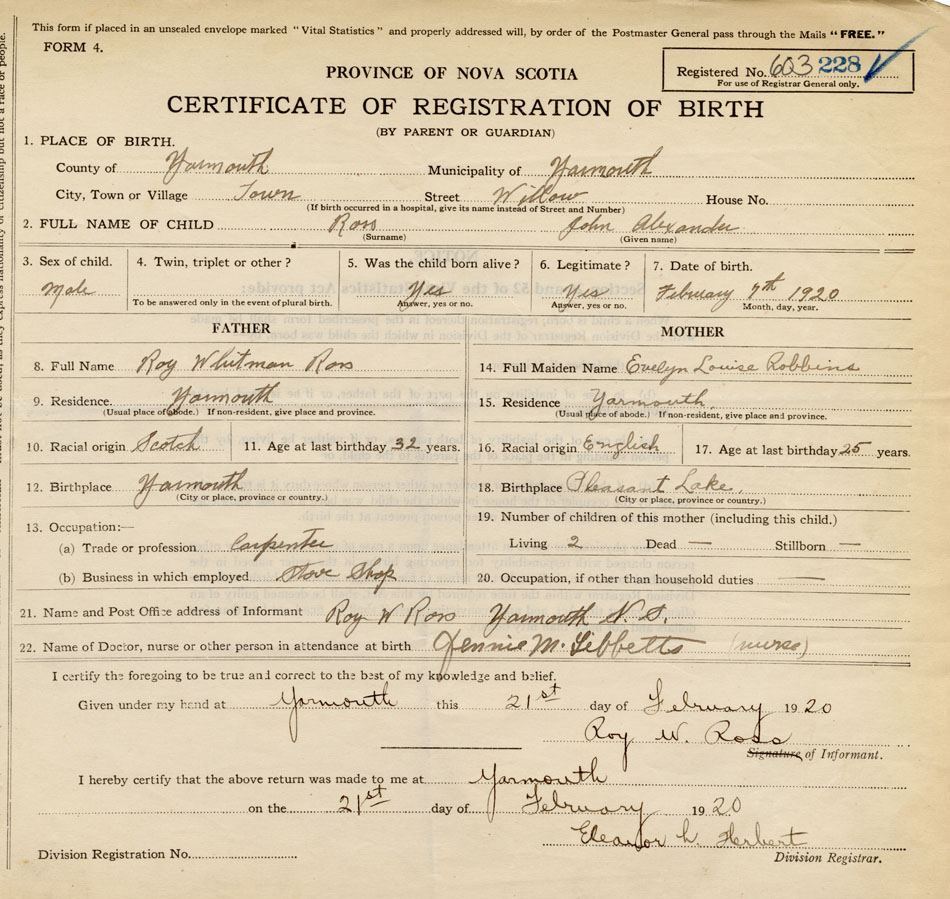 This form if placed in an unsealed envelope marked "Vital Statistics" and properly addressed will, by order of the Postmaster General pass through the Mails "FREE."
FORM 4.
Registered No. 603 228
For use of Registrar General only.
PROVINCE OF NOVA SCOTIA
CERTIFICATE OF REGISTRATION OF BIRTH
(BY PARENT OR GUARDIAN)
1. PLACE OF BIRTH.
County of Yarmouth Municipality of Yarmouth
City, Town or Village Town Street Willow House No.
(If birth occurred in a hospital, give its name instead of Street and Number)
2. FULL NAME OF CHILD Ross John Alexander
(Surname) (Given name)
3. Sex of child. 4. Twin, triplet or other? 5. Was the child born alive? 6. Legitimate? 7. Date of birth.
Male Yes Yes February 7th 1920
To be answered only in the event of plural birth. Answer, yes or no. Answer, yes or no. Month, day, year.
FATHER MOTHER
8. Full Name Roy Whitman Ross 14. Full Maiden Name Evelyn Louise Robbins
9. Residence. Yarmouth 15. Residence Yarmouth
(Usual place of abode.) If non-resident, give place and province. (Usual place of abode.) If non-resident, give place and province.
10. Racial origin Scotch 11. Age at last birthday 32 years. 16. Racial origin English 17. Age at last birthday 25 years.
12. Birthplace Yarmouth 18. Birthplace Pleasant Lake,
(City or place, province or country.) (City or place, province or country.)
13. Occupation:— 19. Number of children of this mother (including this child.)
(a) Trade or profession Carpenter Living 2 Dead — Stillborn —
(b) Business in which employed Stove Shop 20. Occupation, if other than household duties —
21. Name and Post Office address of Informant Roy W Ross Yarmouth N. S.
22. Name of Doctor, nurse or other person in attendance at birth Jennie M. Tebbetts (nurse)
I certify the foregoing to be true and correct to the best of my knowledge and belief.
Given under my hand at Yarmouth this 21st day of February 1920
Roy W. Ross
Signature of Informant.
I hereby certify that the above return was made to me at Yarmouth
on the 21st day of February 1920
Eleanor L. Herbert
Division Registration No. Division Registrar.